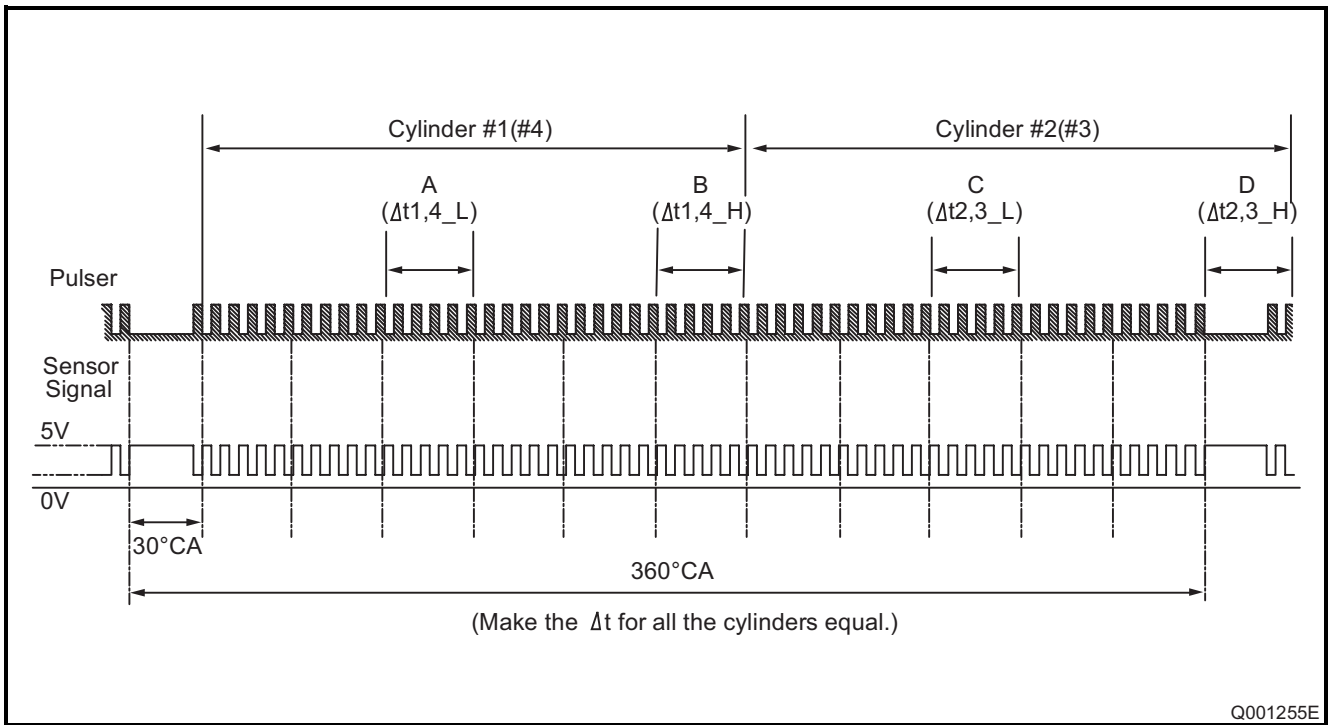 Cylinder #1(#4)
Cylinder #2(#3)
A
(Δt1,4_L)
B
(Δt1,4_H)
C
(Δt2,3_L)
D
(Δt2,3_H)
Pulser
Sensor
Signal
5V
0V
30°CA
360°CA
(Make the Δt for all the cylinders equal.)
Q001255E